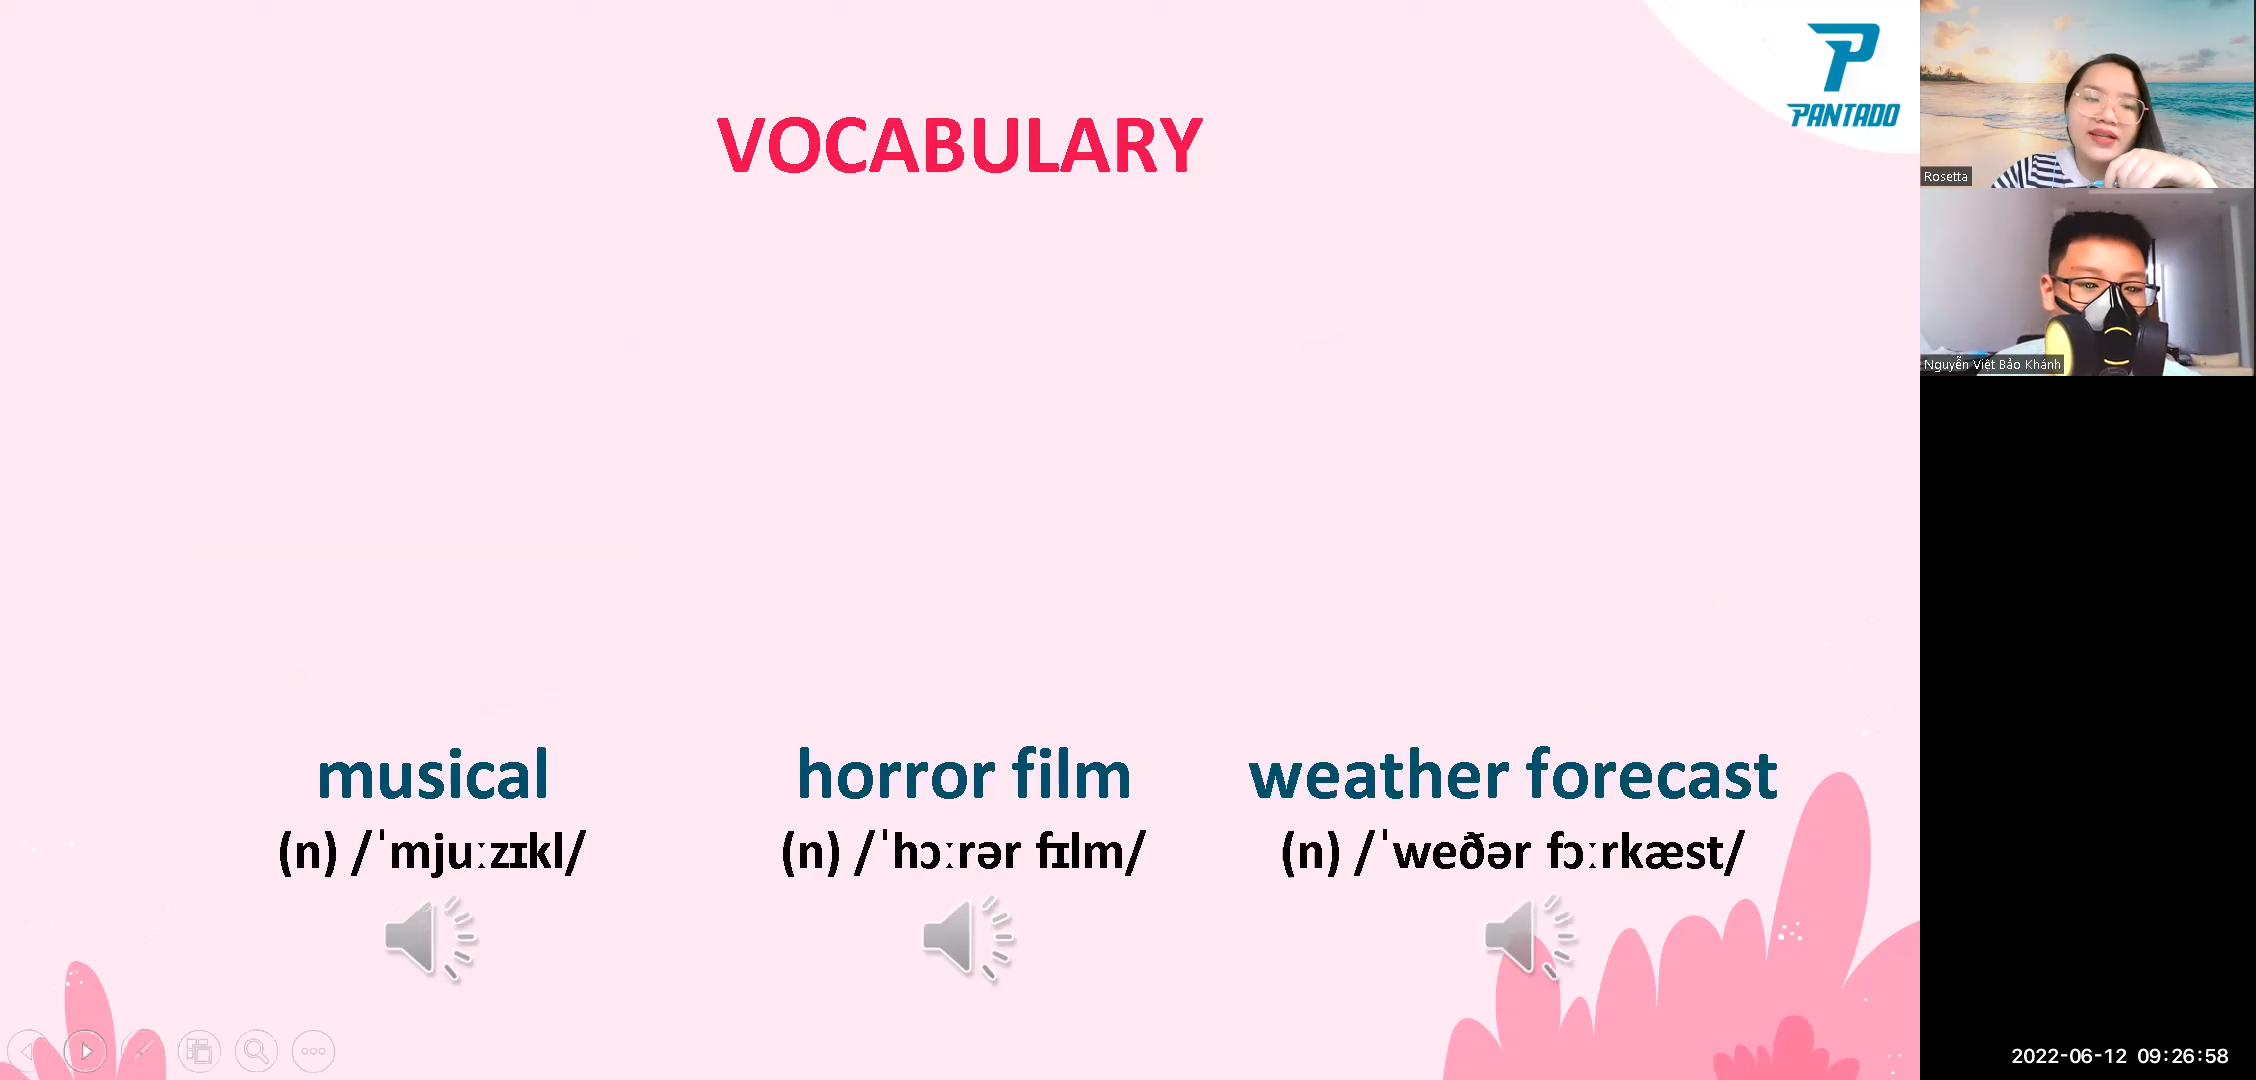 VOCABULARY
PANTADO
musical
(n) /ˈmjuːzɪkl/
horror film
(n) /ˈhɔːrər fɪlm/
weather forecast
(n) /ˈweðər fɔːrkæst/
Rosetta
Nguyễn Việt Bảo Khánh
2022-06-12 09:26:58